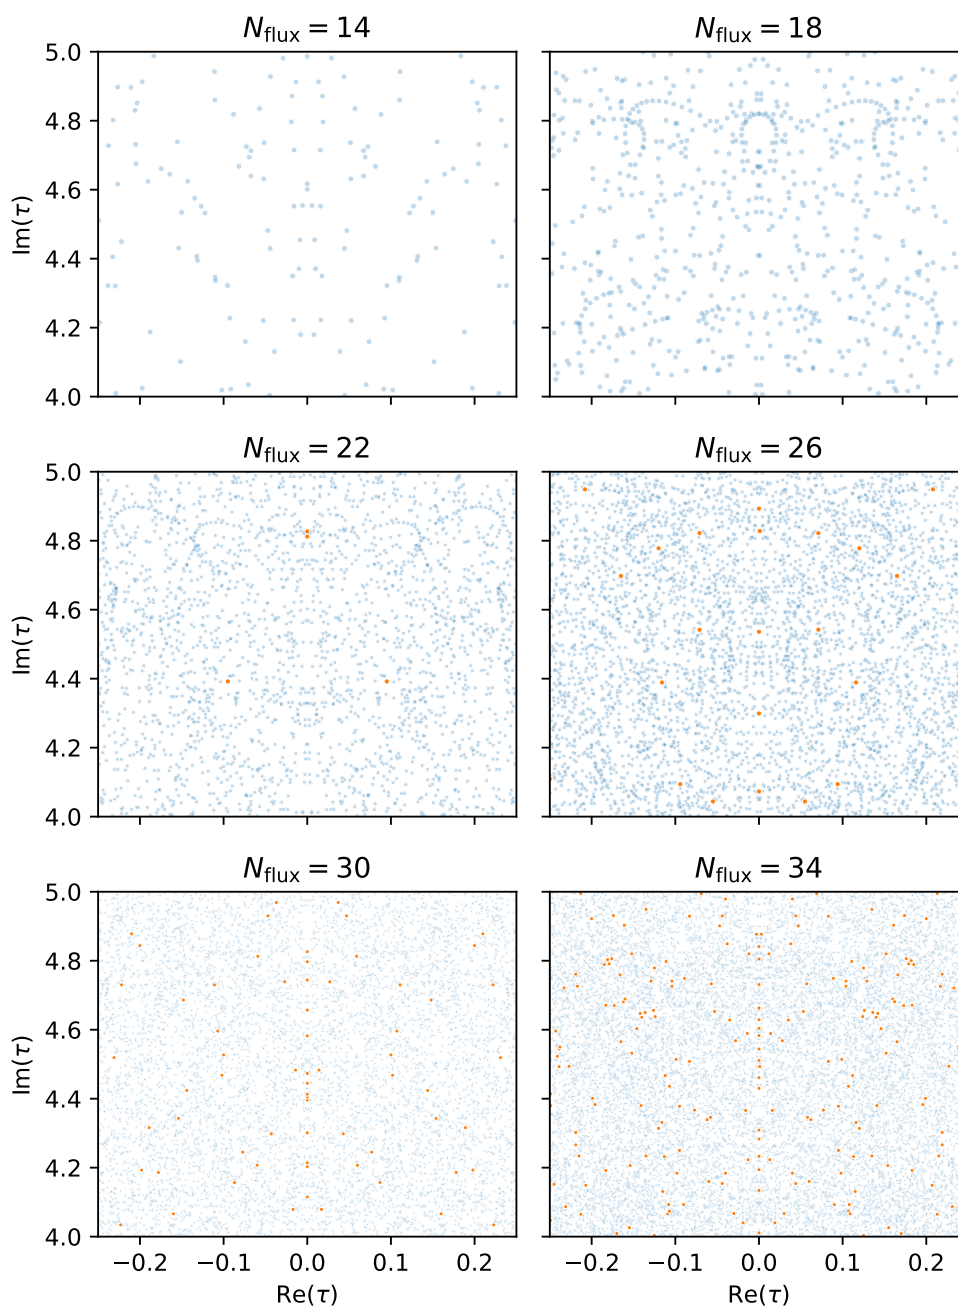 N_flux = 14
N_flux = 18
5.0
4.8
4.6
4.4
4.2
4.0
Im(τ)
N_flux = 22
N_flux = 26
5.0
4.8
4.6
4.4
4.2
4.0
Im(τ)
N_flux = 30
N_flux = 34
5.0
4.8
4.6
4.4
4.2
4.0
Im(τ)
−0.2 −0.1 0.0 0.1 0.2
−0.2 −0.1 0.0 0.1 0.2
Re(τ)
Re(τ)